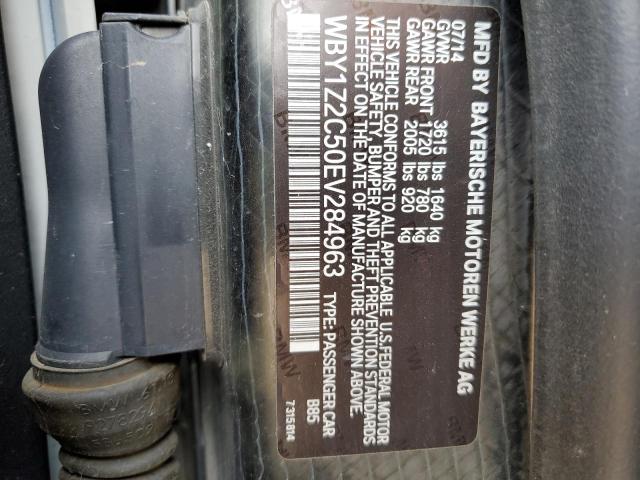 MFD BY BAYERISCHE MOTOREN WERKE AG
07/14
GVWR 3615 lbs 1640 kg
GAWR FRONT 1720 lbs 780 kg
GAWR REAR 2005 lbs 920 kg
THIS VEHICLE CONFORMS TO ALL APPLICABLE U.S. FEDERAL MOTOR
VEHICLE SAFETY, BUMPER AND THEFT PREVENTION STANDARDS
IN EFFECT ON THE DATE OF MANUFACTURE SHOWN ABOVE.
WBY1Z2C50EV284963 TYPE: PASSENGER CAR
B85
7315814
BMW